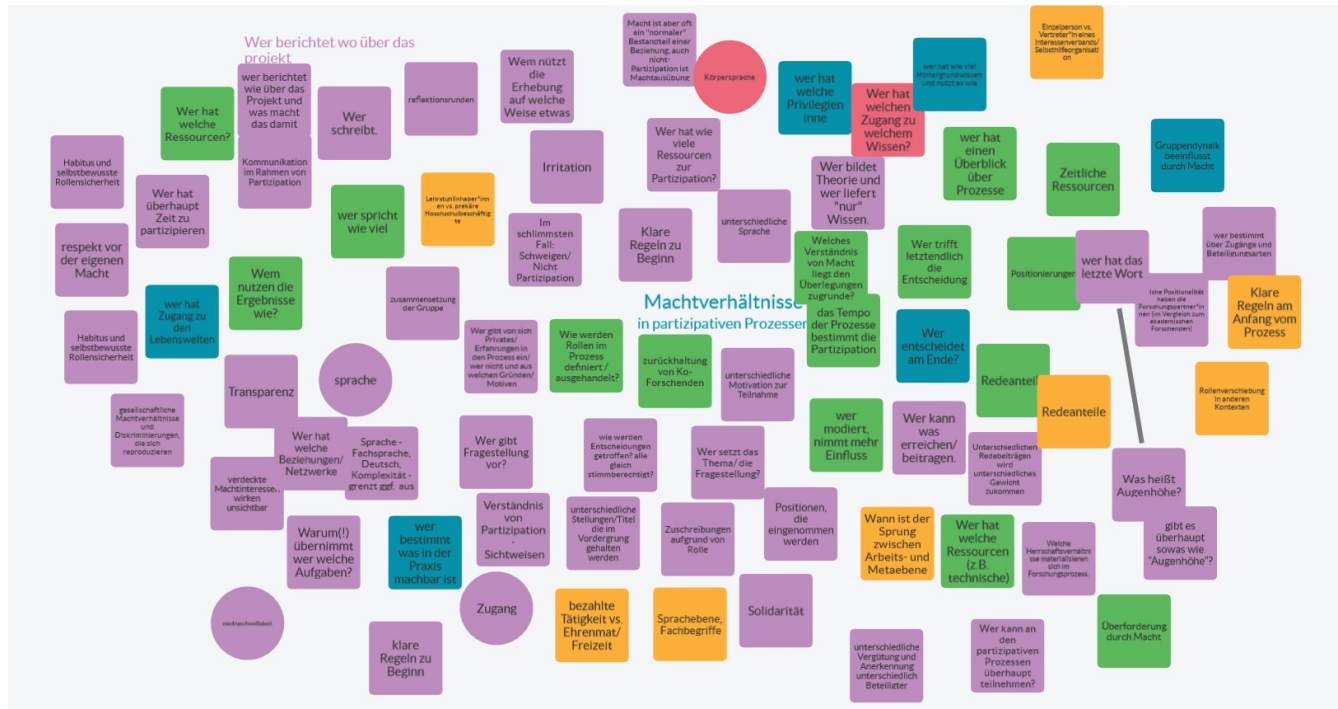 Wer berichtet wo über das
projekt
wer berichtet
wie über das
Projekt und
was macht
das damit
Wer hat
welche
Ressourcen?
Wer
schreibt.
reflektionsrunden
Wem nützt
die
Erhebung
auf welche
Weise etwas
Macht ist aber oft
ein "normaler"
Bestandteil einer
Beziehung, auch
nicht-
Partizipation ist
Machtausübung
Körpersprache
wer hat
welche
Privilegien
inne
Wer hat
welchen
Zugang zu
welchem
Wissen?
wer hat wie viel
Hintergrundwissen
und nutzt es wie
Einzelperson vs.
Vertreter*in eines
Interessenverbands/
Selbsthilfeorganisati
on
Habitus und
selbstbewusste
Rollensicherheit
Wer hat
überhaupt
Zeit zu
partizipieren
Kommunikation
im Rahmen von
Partizipation
wer spricht
wie viel
Lehrstuhlinhaber*inn
en vs. prekäre
Hochschulbeschäftig
te
Irritation
Wer hat wie
viele
Ressourcen
zur
Partizipation?
Wer bildet
Theorie und
wer liefert
"nur"
Wissen.
wer hat
einen
Überblick
über
Prozesse
Zeitliche
Ressourcen
Gruppendynaik
beeinflusst
durch Macht
respekt vor
der eigenen
Macht
Wem
nutzen die
Ergebnisse
wie?
Im
schlimmsten
Fall:
Schweigen/
Nicht
Partizipation
Klare
Regeln zu
Beginn
unterschiedliche
Sprache
Welches
Verständnis
von Macht
liegt den
Überlegungen
zugrunde?
Wer trifft
letztendlich
die
Entscheidung
Positionierungen
wer hat das
letzte Wort
wer bestimmt
über Zugänge und
Beteiligungsarten
Positionalität
haben die
Forschungspartner*in
nen (im Vergleich zum
akademischen
Forschenden)
Klare
Regeln am
Anfang vom
Prozess
Habitus und
selbstbewusste
Rollensicherheit
wer hat
Zugang zu
den
Lebenswelten
zusammensetzung
der Gruppe
Machtverhältnisse
in partizipativen Prozessen
das Tempo
der Prozesse
bestimmt die
Partizipation
Wer
entscheidet
am Ende?
Transparenz
sprache
Wer gibt von sich
Privates/
Erfahrungen in
den Prozess ein/
wer nicht und aus
welchen Gründen/
Motiven
Wie werden
Rollen im
Prozess
definiert /
ausgehandelt?
zurückhaltung
von Ko-
Forschenden
unterschiedliche
Motivation zur
Teilnahme
Redeanteile
Redeanteile
Rollenverschiebung
in anderen
Kontexten
gesellschaftliche
Machtverhältnisse
und
Diskriminierungen,
die sich
reproduzieren
Wer hat
welche
Beziehungen/
Netzwerke
Sprache -
Fachsprache,
Deutsch,
Komplexität -
grenzt ggf. aus
Wer gibt
Fragestellung
vor?
wie werden
Entscheidungen
getroffen? alle
gleich
stimmberechtigt?
Wer setzt das
Thema/ die
Fragestellung?
wer
modiert,
nimmt mehr
Einfluss
Wer kann
was
erreichen/
beitragen.
Unterschiedlichen
Redebeiträgen
wird
unterschiedliches
Gewicht
zukommen
Was heißt
Augenhöhe?
verdeckte
Machtinteressen
wirken
unsichtbar
Warum(!)
übernimmt
wer welche
Aufgaben?
wer
bestimmt
was in der
Praxis
machbar ist
Verständnis
von
Partizipation
-
Sichtweisen
unterschiedliche
Stellungen/Titel
die im
Vordergrung
gehalten
werden
Zuschreibungen
aufgrund von
Rolle
Positionen,
die
eingenommen
werden
Wann ist der
Sprung
zwischen
Arbeits- und
Metaebene
Wer hat
welche
Ressourcen
(z.B.
technische)
Welche
Herrschaftsverhältni
sse materialisieren
sich im
Forschungsprozess.
gibt es
überhaupt
sowas wie
"Augenhöhe"?
Zugang
klare
Regeln zu
Beginn
bezahlte
Tätigkeit vs.
Ehrenmat/
Freizeit
Sprachebene,
Fachbegriffe
Solidarität
unterschiedliche
Vergütung und
Anerkennung
unterschiedlich
Beteiligter
Wer kann an
den
partizipativen
Prozessen
überhaupt
teilnehmen?
Überforderung
durch Macht